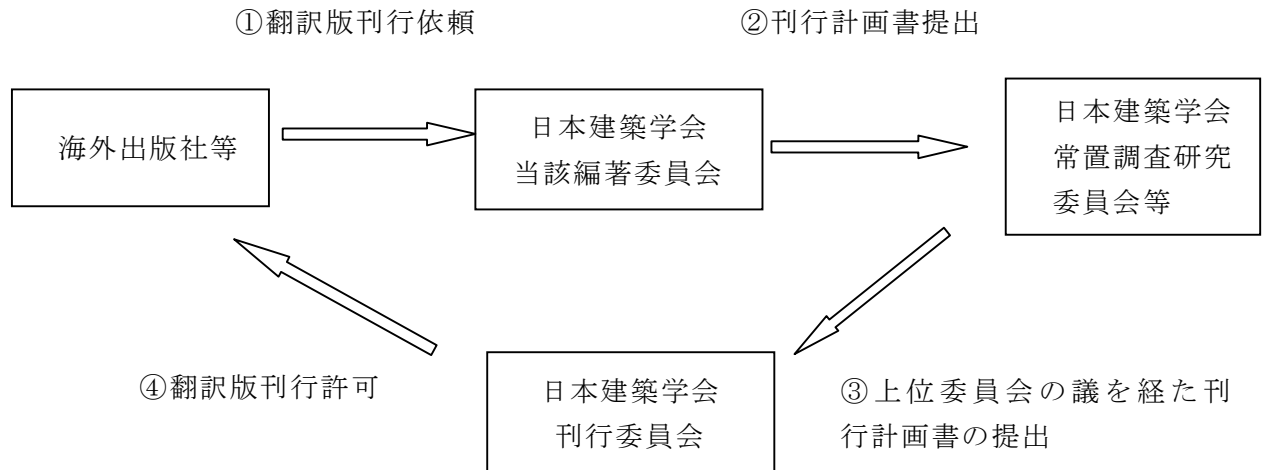 ①翻訳版刊行依頼
②刊行計画書提出
海外出版社等
日本建築学会
当該編著委員会
日本建築学会
常置調査研究
委員会等
④翻訳版刊行許可
日本建築学会
刊行委員会
③上位委員会の議を経た刊
行計画書の提出